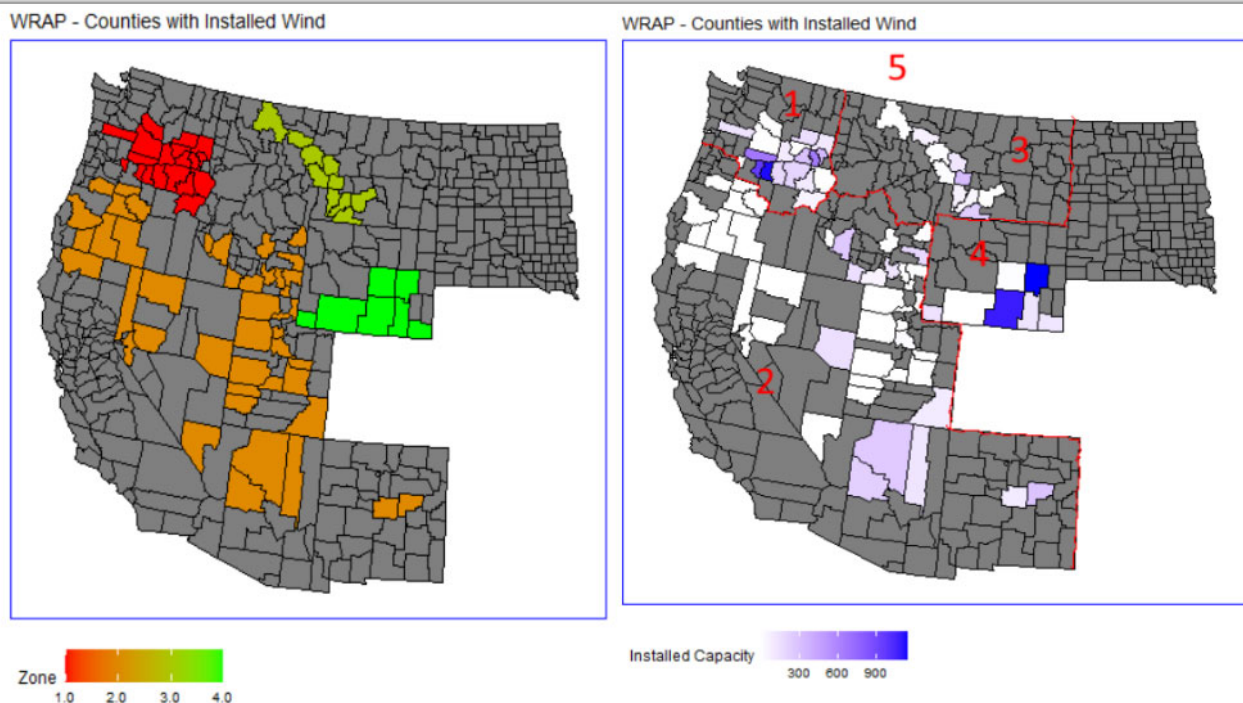 WRAP - Counties with Installed Wind
Zone
1.0 2.0 3.0 4.0
WRAP - Counties with Installed Wind
5
1
3
4
2
Installed Capacity
300 600 900